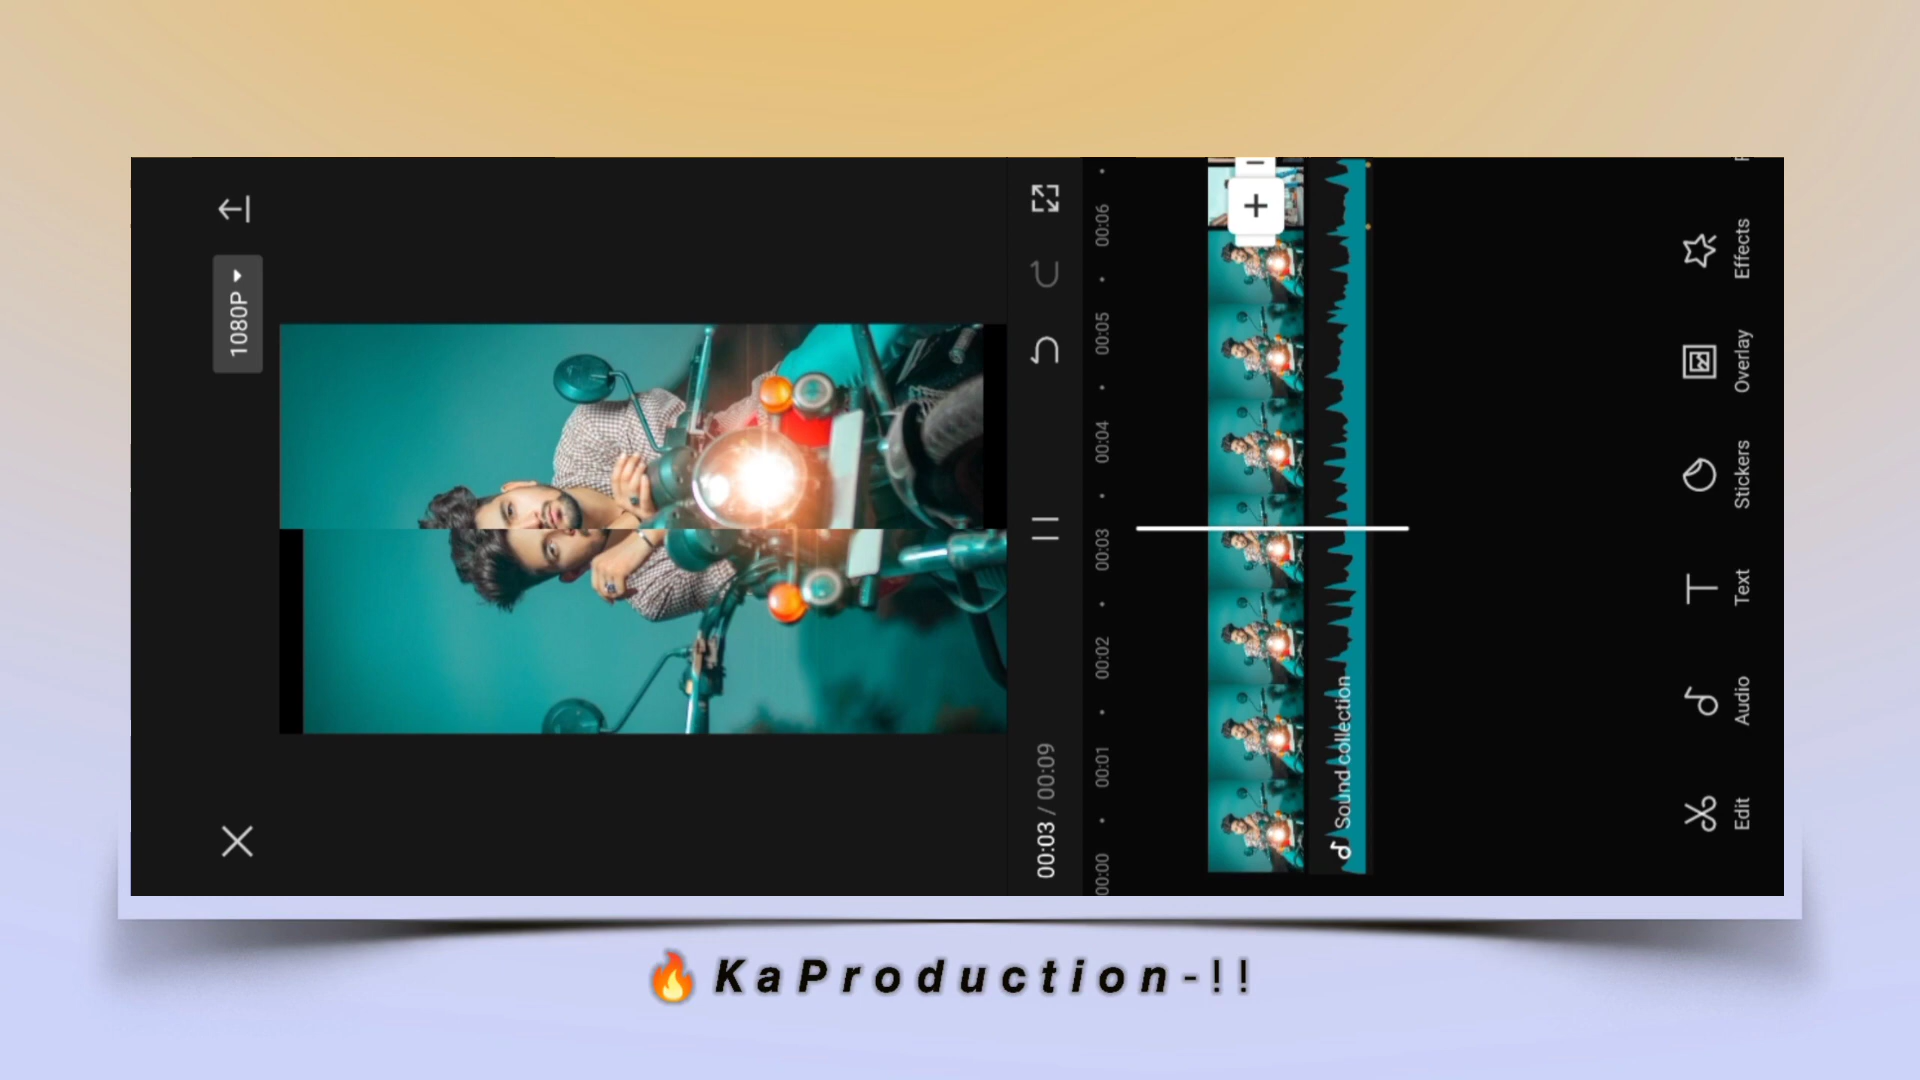 1080P
00:03 / 00:09
00:00
00:01
00:02
00:03
00:04
00:05
00:06
Sound collection
Edit
Audio
Text
Stickers
Overlay
Effects
🔥 KaProduction-!!